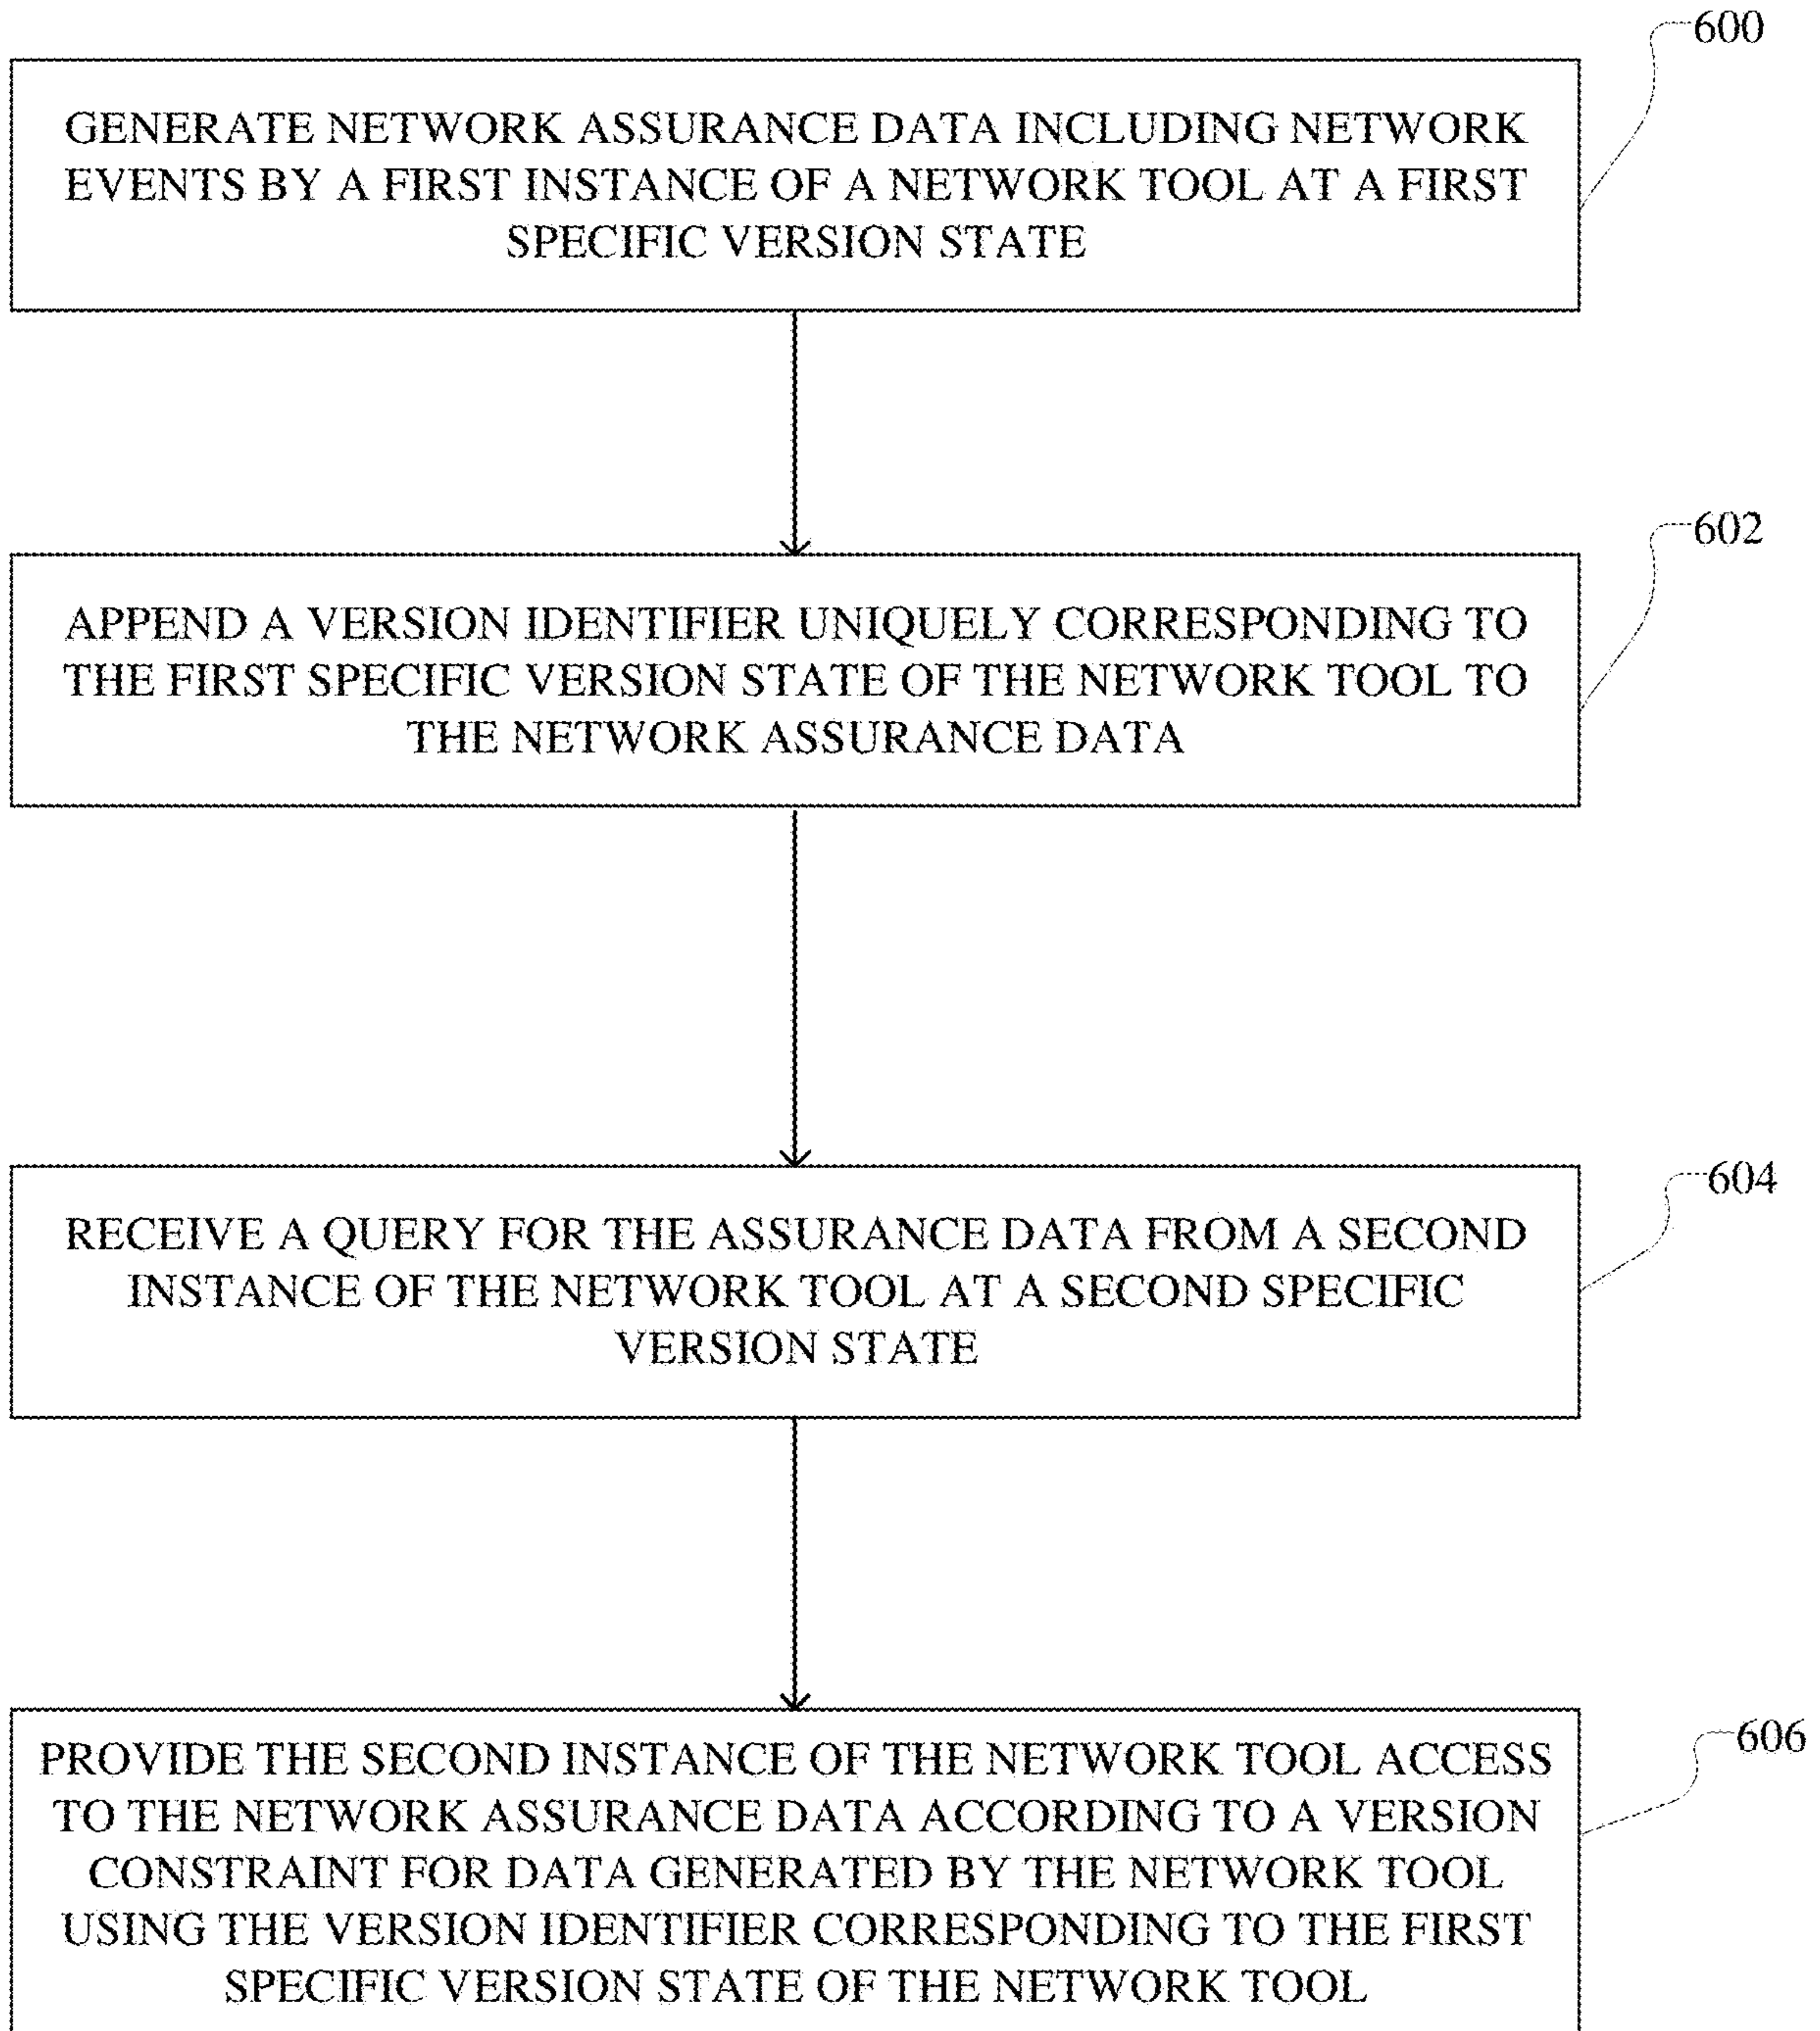 600
GENERATE NETWORK ASSURANCE DATA INCLUDING NETWORK
EVENTS BY A FIRST INSTANCE OF A NETWORK TOOL AT A FIRST
SPECIFIC VERSION STATE
602
APPEND A VERSION IDENTIFIER UNIQUELY CORRESPONDING TO
THE FIRST SPECIFIC VERSION STATE OF THE NETWORK TOOL TO
THE NETWORK ASSURANCE DATA
604
RECEIVE A QUERY FOR THE ASSURANCE DATA FROM A SECOND
INSTANCE OF THE NETWORK TOOL AT A SECOND SPECIFIC
VERSION STATE
606
PROVIDE THE SECOND INSTANCE OF THE NETWORK TOOL ACCESS
TO THE NETWORK ASSURANCE DATA ACCORDING TO A VERSION
CONSTRAINT FOR DATA GENERATED BY THE NETWORK TOOL
USING THE VERSION IDENTIFIER CORRESPONDING TO THE FIRST
SPECIFIC VERSION STATE OF THE NETWORK TOOL